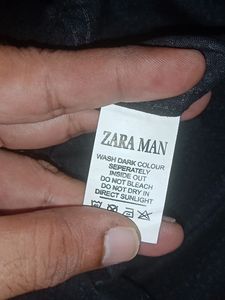 ZARA MAN
WASH DARK COLOUR
SEPERATELY
INSIDE OUT
DO NOT BLEACH
DO NOT DRY IN
DIRECT SUNLIGHT